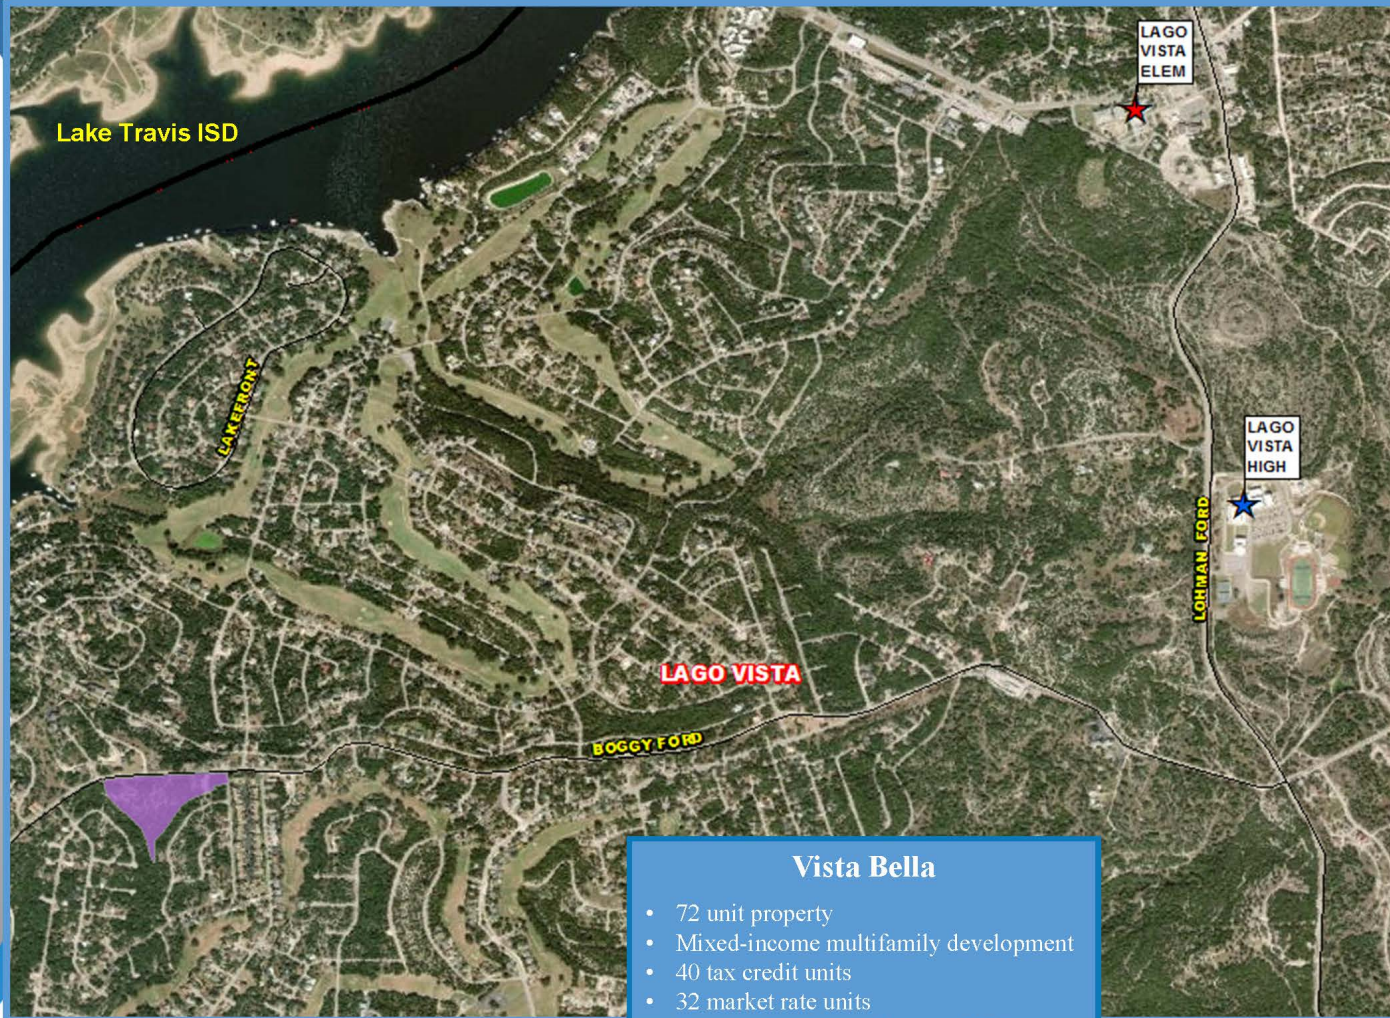 LAGO
VISTA
ELEM
Lake Travis ISD
LAKEFRONT
LAGO
VISTA
HIGH
LOHMAN FORD
LAGO VISTA
BOGGY FORD
Vista Bella
• 72 unit property
• Mixed-income multifamily development
• 40 tax credit units
• 32 market rate units